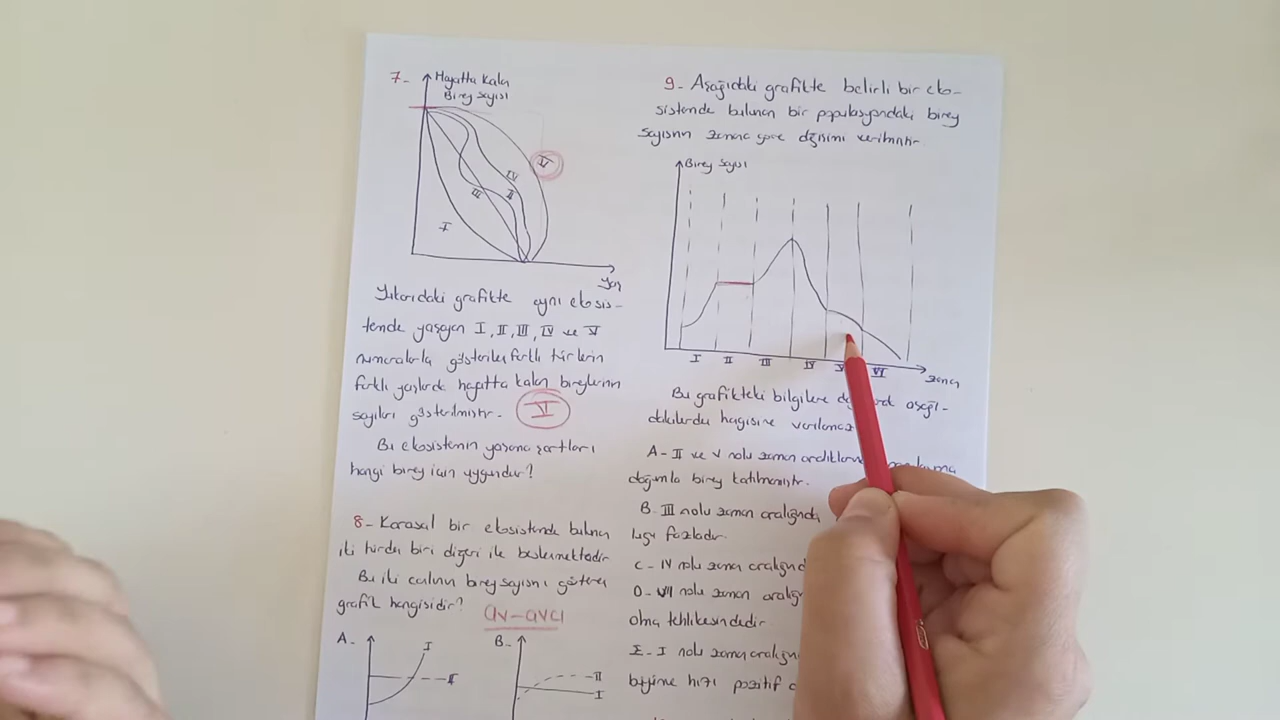 7-
Hayatta Kalan
Birey Sayısı
V
IV
II
III
I
Yaş
Yukarıdaki grafikte aynı ekosis-
temde yaşayan I, II, III, IV ve V
numaralarla gösterilen farklı türlerin
farklı yaşlarda hayatta kalan bireylerinin
sayıları gösterilmiştir.
V
Bu ekosistemin yaşama şartları
hangi birey için uygundur?
8- Karasal bir ekosistemde bulunan
iki türden biri diğeri ile beslenmektedir
Bu iki canlının birey sayısını gösteren
grafik hangisidir?
av-avcı
A-
I
II
B-
II
I
9- Aşağıdaki grafikte belirli bir eko-
sistemde bulunan bir populasyondaki birey
sayısının zamana göre değişimi verilmiştir.
Birey Sayısı
I II III IV VI
zaman
Bu grafikteki bilgilere aşağı-
dakilerden hangisine
A- II ve V nolu zaman
doğumla birey katılmamıştır.
B. III nolu zaman aralığında
fazladır
C- IV nolu zaman
D- nolu zaman
olma tehlikesindedir
E- I nolu zaman
büyüme hızı pozitif